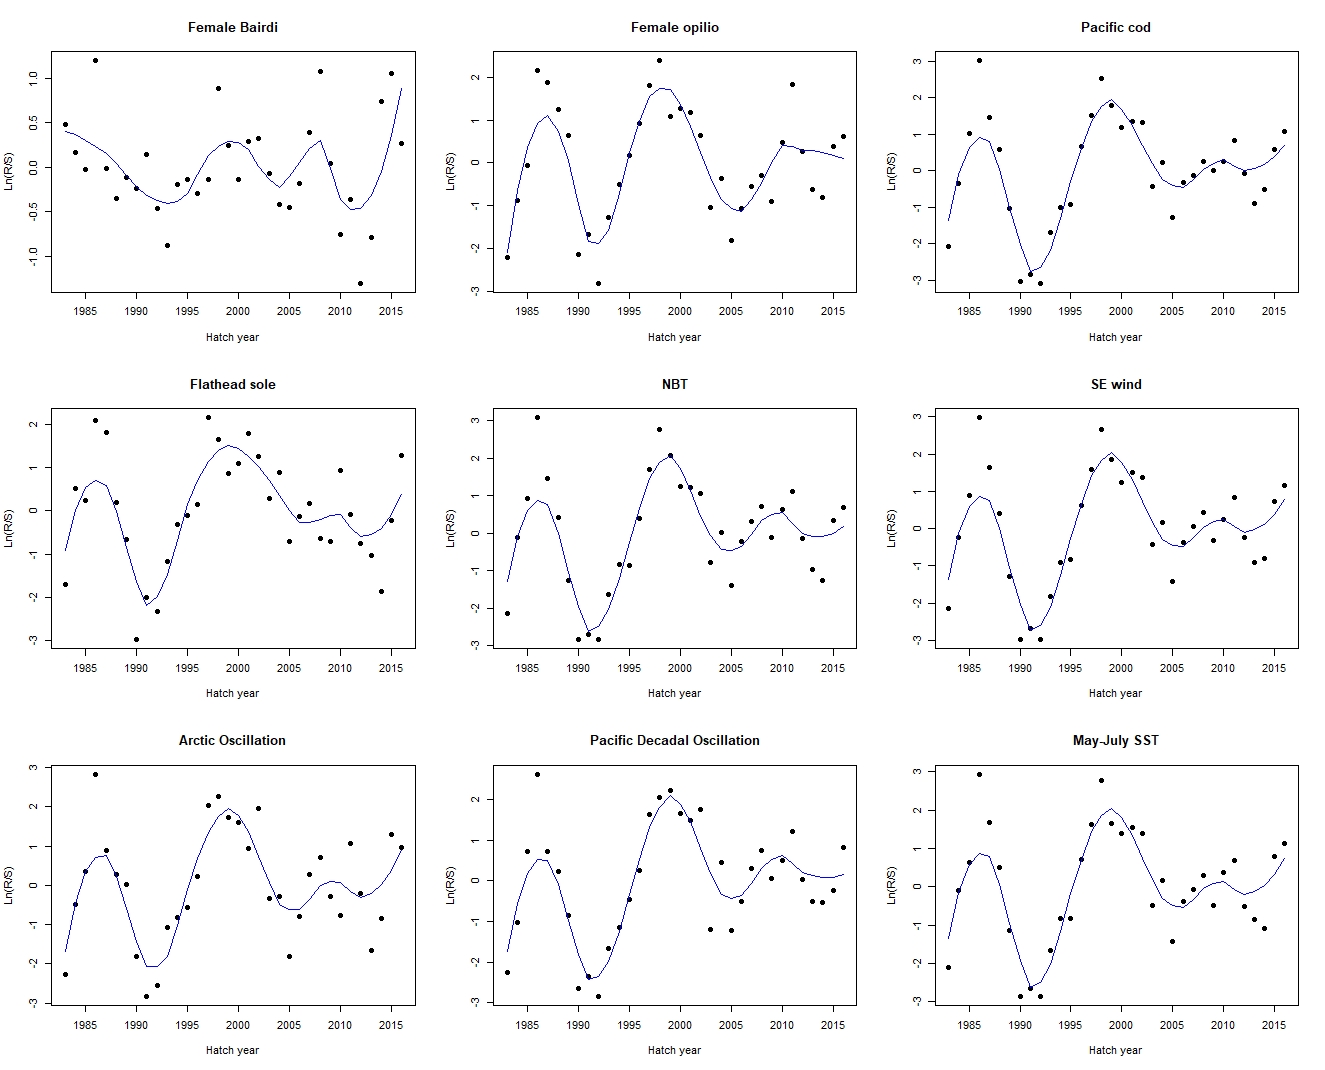 Female Bairdi
Female opilio
Pacific cod
Ln(R/S)
1.0
0.5
0.0
-0.5
-1.0
1985 1990 1995 2000 2005 2010 2015
Hatch year
Ln(R/S)
2
1
0
-1
-2
-3
1985 1990 1995 2000 2005 2010 2015
Hatch year
Ln(R/S)
3
2
1
0
-1
-2
-3
1985 1990 1995 2000 2005 2010 2015
Hatch year
Flathead sole
NBT
SE wind
Ln(R/S)
2
1
0
-1
-2
-3
1985 1990 1995 2000 2005 2010 2015
Hatch year
Ln(R/S)
3
2
1
0
-1
-2
-3
1985 1990 1995 2000 2005 2010 2015
Hatch year
Ln(R/S)
3
2
1
0
-1
-2
-3
1985 1990 1995 2000 2005 2010 2015
Hatch year
Arctic Oscillation
Pacific Decadal Oscillation
May-July SST
Ln(R/S)
3
2
1
0
-1
-2
-3
1985 1990 1995 2000 2005 2010 2015
Hatch year
Ln(R/S)
2
1
0
-1
-2
-3
1985 1990 1995 2000 2005 2010 2015
Hatch year
Ln(R/S)
3
2
1
0
-1
-2
-3
1985 1990 1995 2000 2005 2010 2015
Hatch year